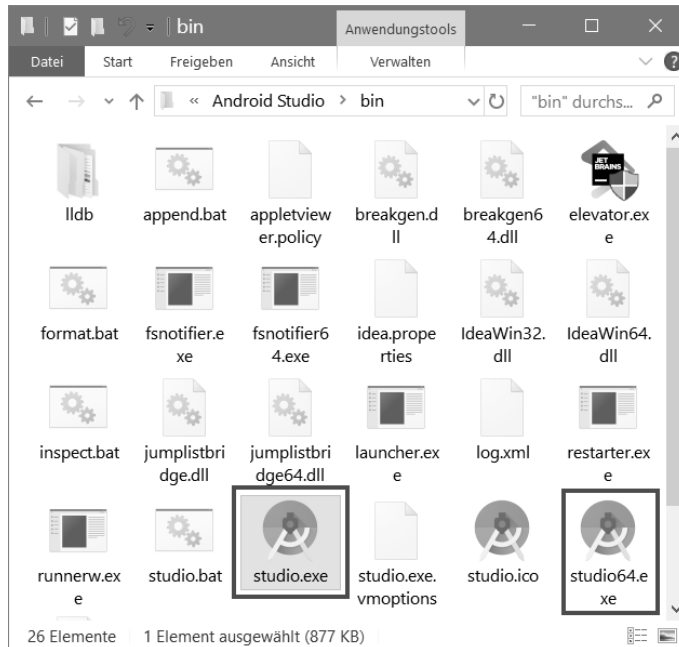 bin
Anwendungstools
Datei
Start
Freigeben
Ansicht
Verwalten
?
« Android Studio > bin
"bin" durchs...
JET
BRAINS
lldb
append.bat
appletview
er.policy
breakgen.d
ll
breakgen6
4.dll
elevator.ex
e
format.bat
fsnotifier.e
xe
fsnotifier6
4.exe
idea.prope
rties
IdeaWin32.
dll
IdeaWin64.
dll
inspect.bat
jumplistbri
dge.dll
jumplistbri
dge64.dll
launcher.ex
e
log.xml
restarter.ex
e
runnerw.ex
e
studio.bat
studio.exe
studio.exe.
vmoptions
studio.ico
studio64.e
xe
26 Elemente
1 Element ausgewählt (877 KB)